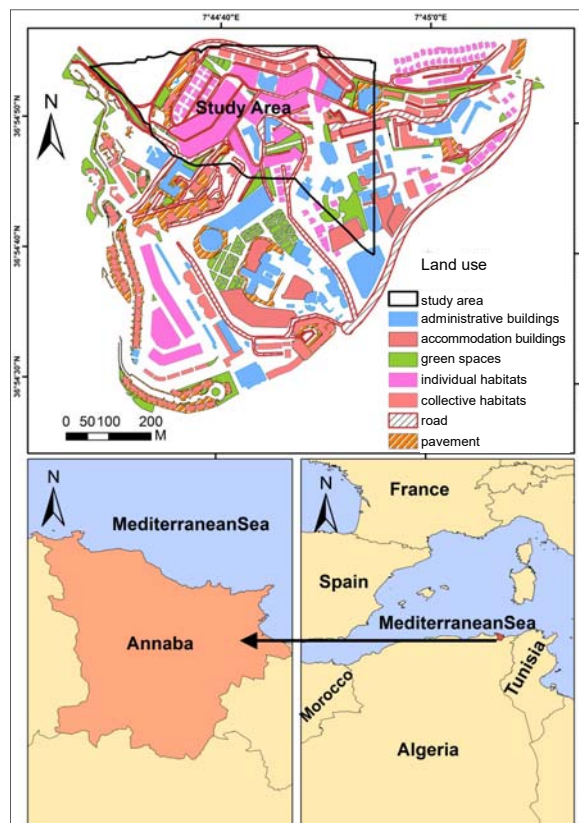 7°44'40"E
7°45'0"E
36°54'50"N
36°54'40"N
36°54'30"N
N
Study Area
Land use
study area
administrative buildings
accommodation buildings
green spaces
individual habitats
collective habitats
road
pavement
0 50 100 200
M
N
MediterraneanSea
Annaba
N
France
Spain
MediterraneanSea
Morocco
Tunisia
Algeria